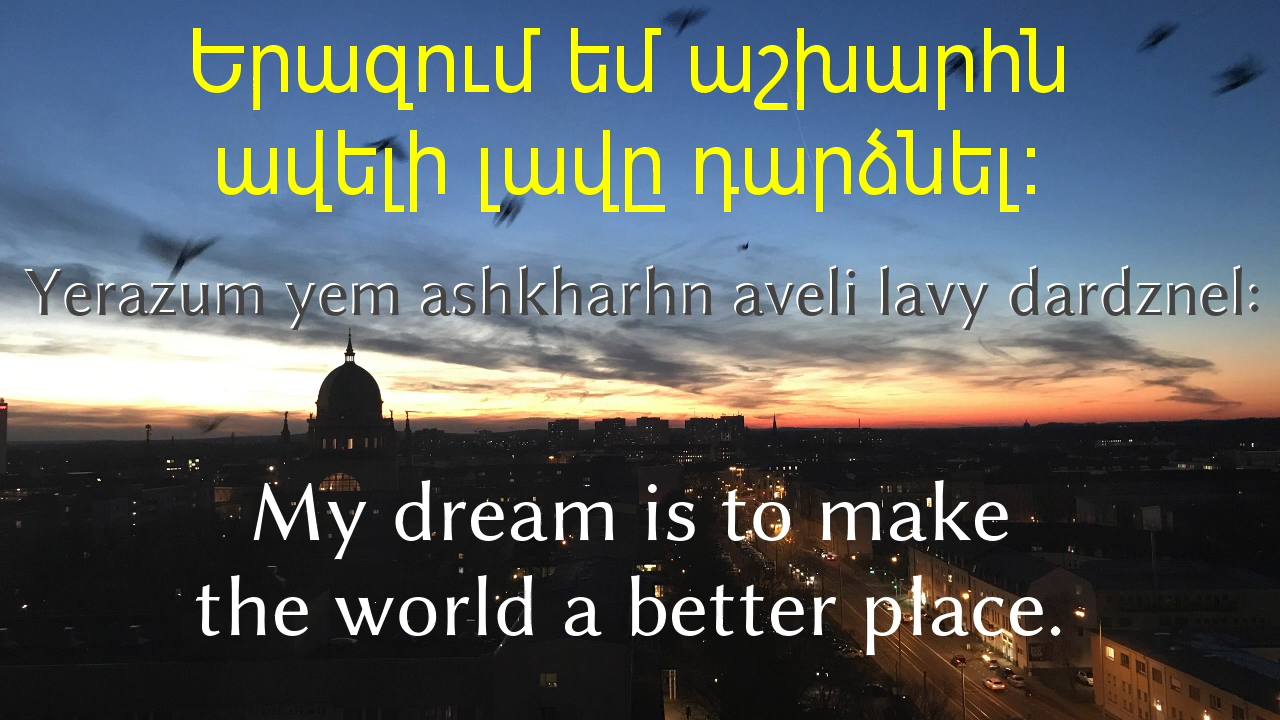 Երազում եմ աշխարհն
ավելի լավը դարձնել:
Yerazum yem ashkharhn aveli lavy dardznel:
My dream is to make
the world a better place.